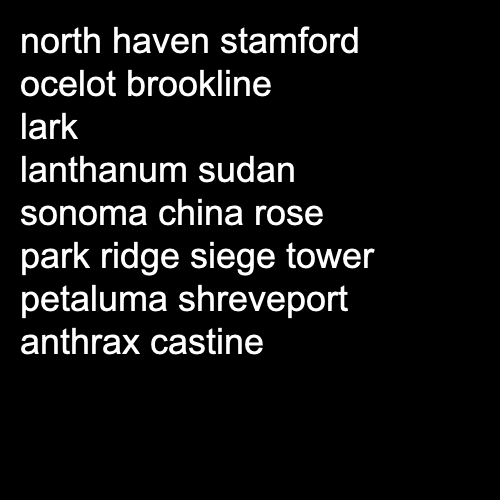 north haven stamford
ocelot brookline
lark
lanthanum sudan
sonoma china rose
park ridge siege tower
petaluma shreveport
anthrax castine